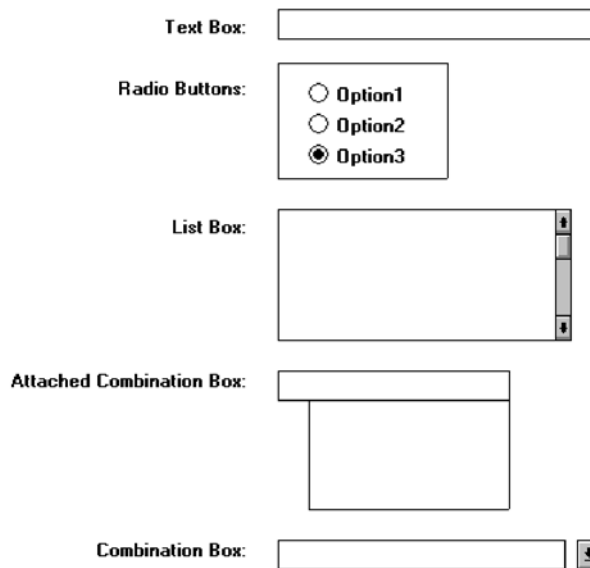 Text Box:
Radio Buttons:
Option1
Option2
Option3
List Box:
Attached Combination Box:
Combination Box: